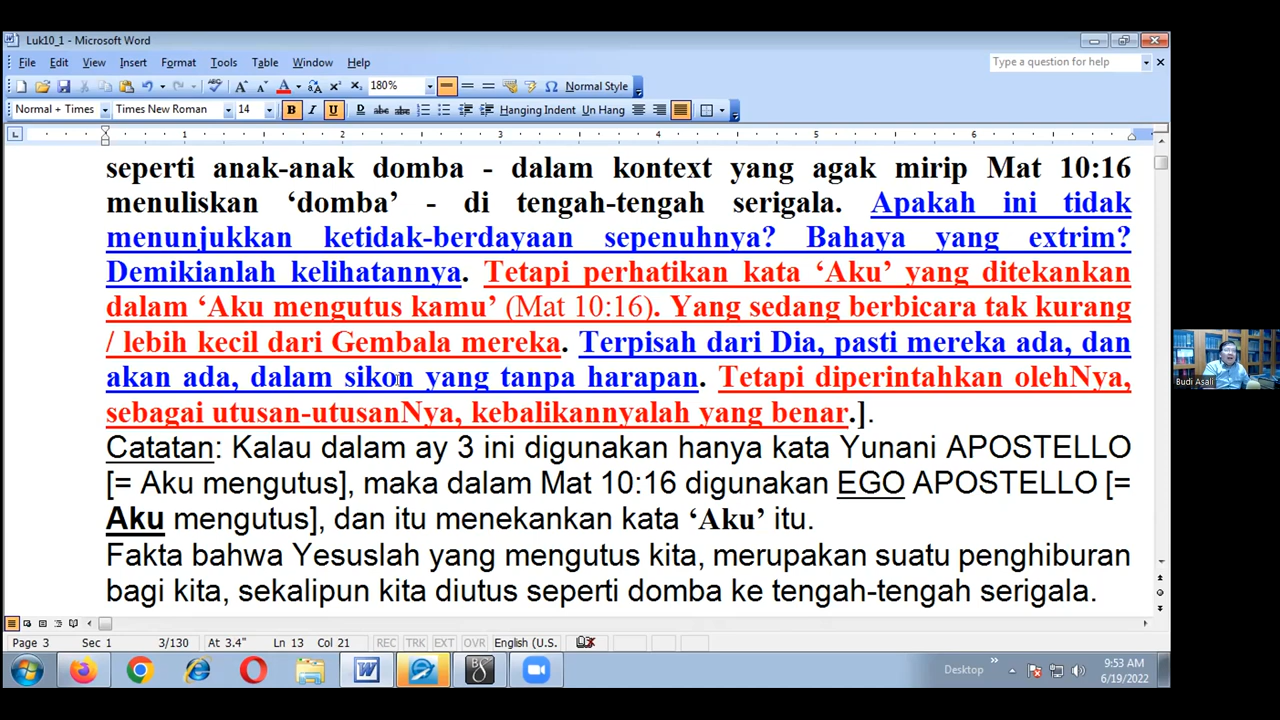 Luk10_1 - Microsoft Word
File Edit View Insert Format Tools Table Window Help
Type a question for help
180% Normal Style
Normal + Times Times New Roman 14 B I U abc abc Hanging Indent Un Hang
1 2 3 4 5 6
seperti anak-anak domba - dalam kontext yang agak mirip Mat 10:16
menuliskan ‘domba’ - di tengah-tengah serigala. Apakah ini tidak
menunjukkan ketidak-berdayaan sepenuhnya? Bahaya yang extrim?
Demikianlah kelihatannya. Tetapi perhatikan kata ‘Aku’ yang ditekankan
dalam ‘Aku mengutus kamu’ (Mat 10:16). Yang sedang berbicara tak kurang
/ lebih kecil dari Gembala mereka. Terpisah dari Dia, pasti mereka ada, dan
akan ada, dalam sikon yang tanpa harapan. Tetapi diperintahkan olehNya,
sebagai utusan-utusanNya, kebalikannyalah yang benar.].
Catatan: Kalau dalam ay 3 ini digunakan hanya kata Yunani APOSTELLO
[= Aku mengutus], maka dalam Mat 10:16 digunakan EGO APOSTELLO [=
Aku mengutus], dan itu menekankan kata ‘Aku’ itu.
Fakta bahwa Yesuslah yang mengutus kita, merupakan suatu penghiburan
bagi kita, sekalipun kita diutus seperti domba ke tengah-tengah serigala.
Budi Asali
Page 3 Sec 1 3/130 At 3.4" Ln 13 Col 21 REC TRK EXT OVR English (U.S.
Desktop 9:53 AM
6/19/2022